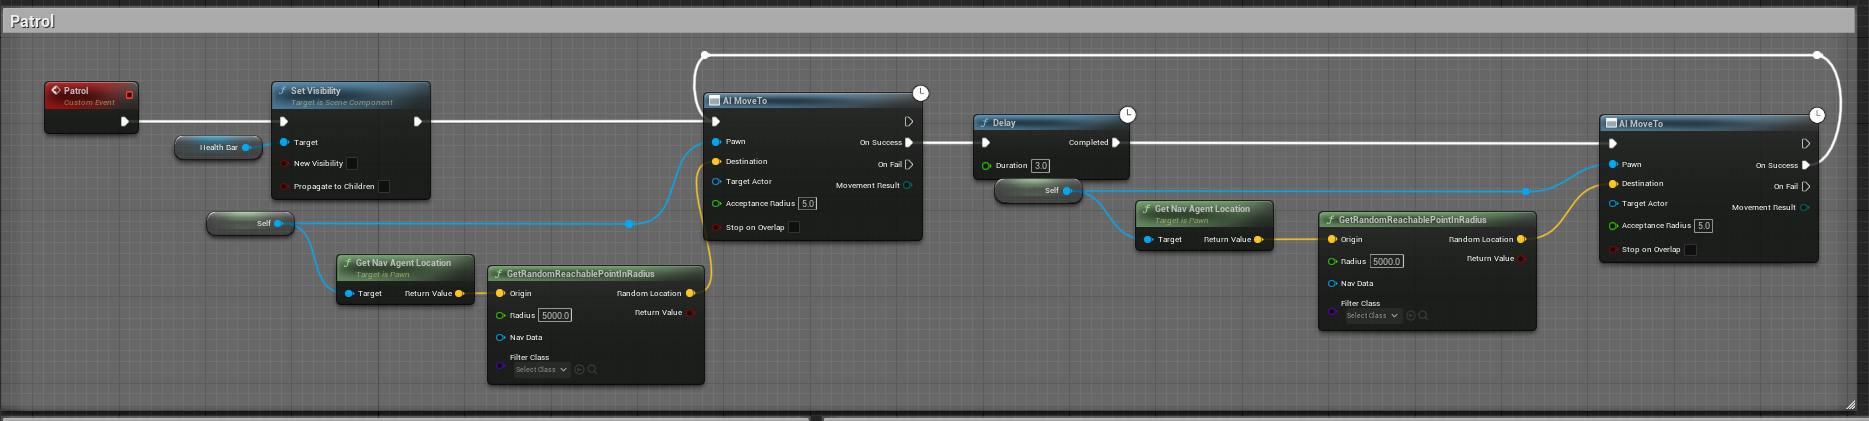 Patrol
Patrol
Custom Event
Set Visibility
Target is Scene Component
Health Bar
Target
New Visibility
Propagate to Children
Self
Get Nav Agent Location
Target is Pawn
Target
Return Value
GetRandomReachablePointInRadius
Origin
Random Location
Radius
5000.0
Return Value
Nav Data
Filter Class
Select Class
AI MoveTo
Pawn
On Success
Destination
On Fail
Target Actor
Movement Result
Acceptance Radius
5.0
Stop on Overlap
Delay
Completed
Duration
3.0
Self
Get Nav Agent Location
Target is Pawn
Target
Return Value
GetRandomReachablePointInRadius
Origin
Random Location
Radius
5000.0
Return Value
Nav Data
Filter Class
Select Class
AI MoveTo
Pawn
On Success
Destination
On Fail
Target Actor
Movement Result
Acceptance Radius
5.0
Stop on Overlap